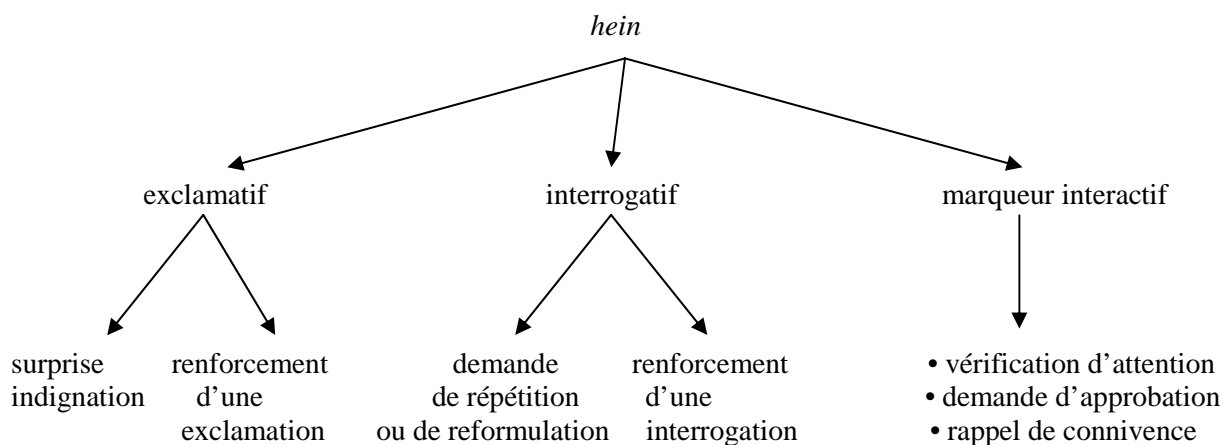 hein
exclamatif interrogatif marqueur interactif
surprise renforcement demande renforcement • vérification d’attention
indignation d’une de répétition d’une • demande d’approbation
exclamation ou de reformulation interrogation • rappel de connivence